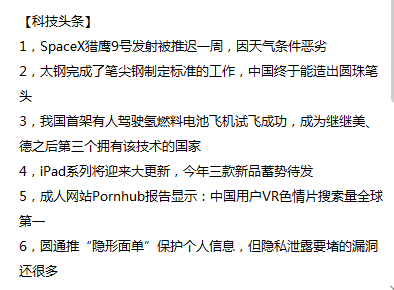 【科技头条】
1，SpaceX猎鹰9号发射被推迟一周，因天气条件恶劣
2，太钢完成了笔尖钢制定标准的工作，中国终于能造出圆珠笔
头
3，我国首架有人驾驶氢燃料电池飞机试飞成功，成为继继美、
德之后第三个拥有该技术的国家
4，iPad系列将迎来大更新，今年三款新品蓄势待发
5，成人网站Pornhub报告显示：中国用户VR色情片搜索量全球
第一
6，圆通推“隐形面单”保护个人信息，但隐私泄露要堵的漏洞
还很多